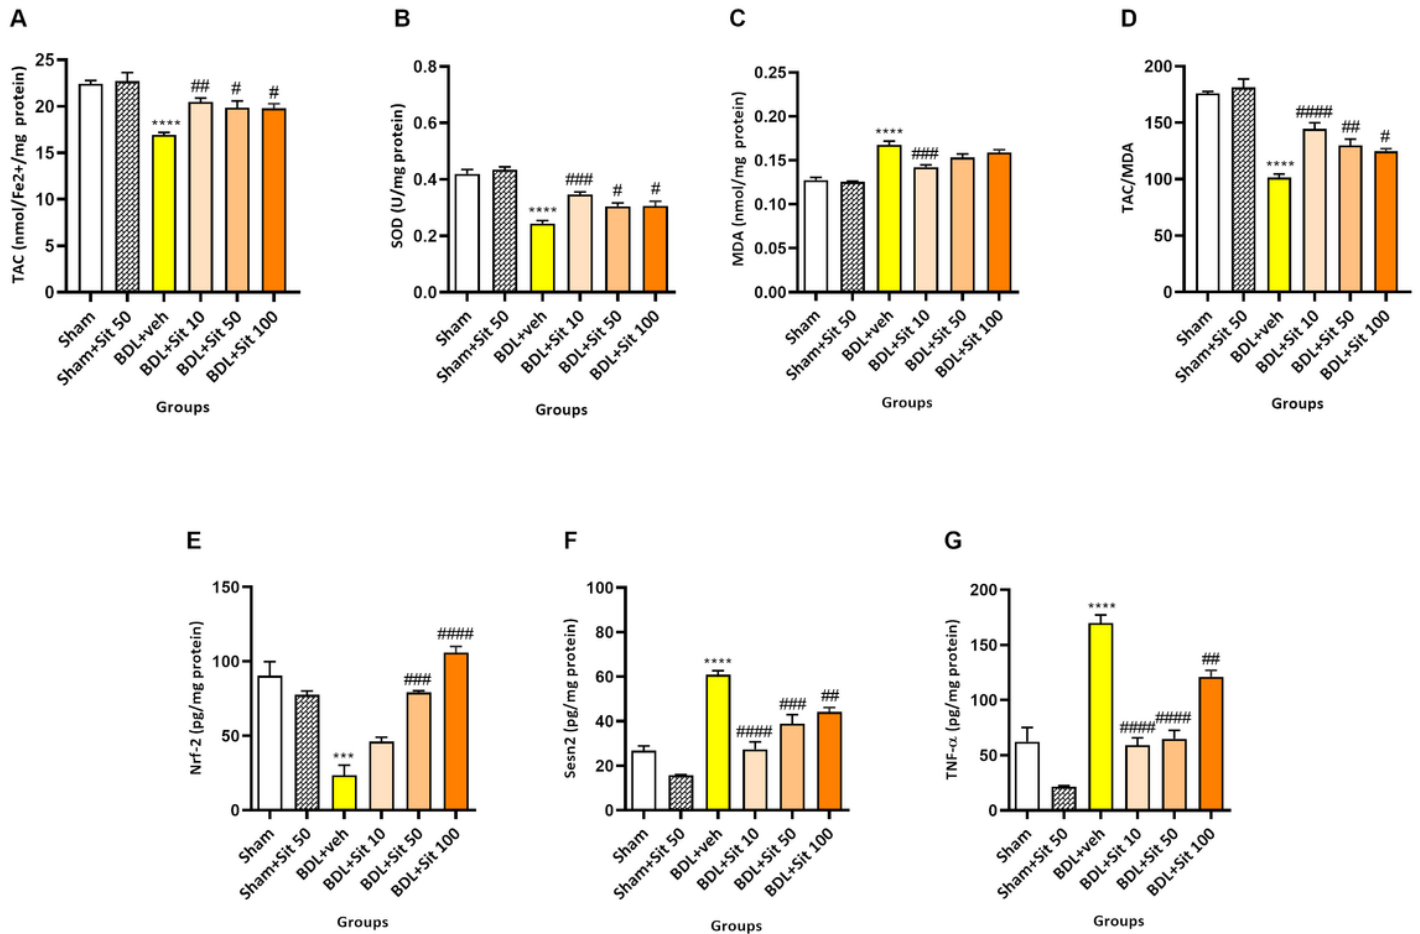 A
TAC (nmol/Fe2+/mg protein)
25
20
15
10
5
0
****
##
#
#
Sham
Sham+Sit 50
BDL+veh
BDL+Sit 10
BDL+Sit 50
BDL+Sit 100
Groups
B
SOD (U/mg protein)
0.8
0.6
0.4
0.2
0.0
****
###
#
#
Sham
Sham+Sit 50
BDL+veh
BDL+Sit 10
BDL+Sit 50
BDL+Sit 100
Groups
C
MDA (nmol/mg protein)
0.25
0.20
0.15
0.10
0.05
0.00
****
###
Sham
Sham+Sit 50
BDL+veh
BDL+Sit 10
BDL+Sit 50
BDL+Sit 100
Groups
D
TAC/MDA
200
150
100
50
0
****
####
##
#
Sham
Sham+Sit 50
BDL+veh
BDL+Sit 10
BDL+Sit 50
BDL+Sit 100
Groups
E
Nrf-2 (pg/mg protein)
150
100
50
0
***
###
####
Sham
Sham+Sit 50
BDL+veh
BDL+Sit 10
BDL+Sit 50
BDL+Sit 100
Groups
F
Sesn2 (pg/mg protein)
100
80
60
40
20
0
****
####
###
##
Sham
Sham+Sit 50
BDL+veh
BDL+Sit 10
BDL+Sit 50
BDL+Sit 100
Groups
G
TNF-α (pg/mg protein)
200
150
100
50
0
****
####
####
##
Sham
Sham+Sit 50
BDL+veh
BDL+Sit 10
BDL+Sit 50
BDL+Sit 100
Groups